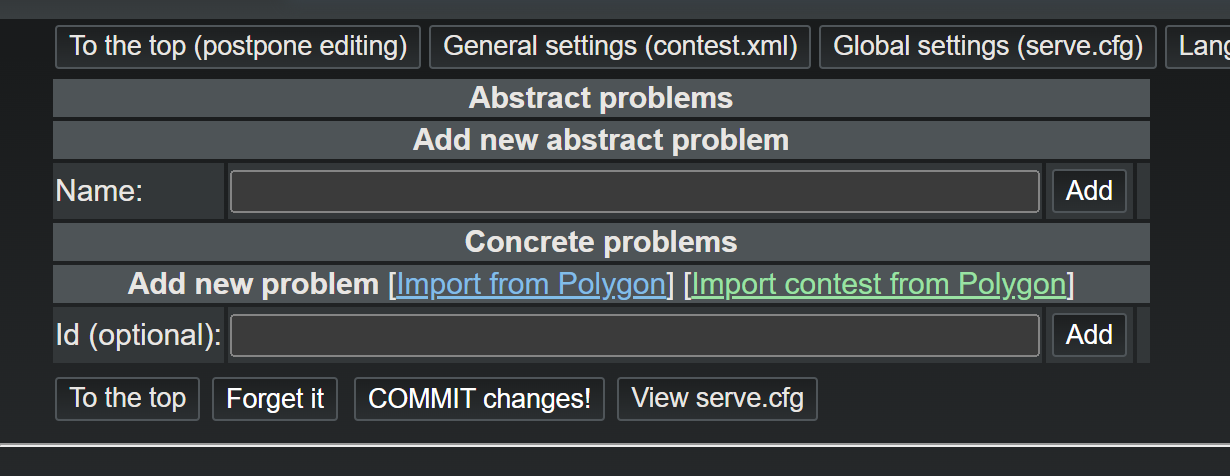 To the top (postpone editing) General settings (contest.xml) Global settings (serve.cfg)
Abstract problems
Add new abstract problem
Name: Add
Concrete problems
Add new problem [Import from Polygon] [Import contest from Polygon]
Id (optional): Add
To the top Forget it COMMIT changes! View serve.cfg